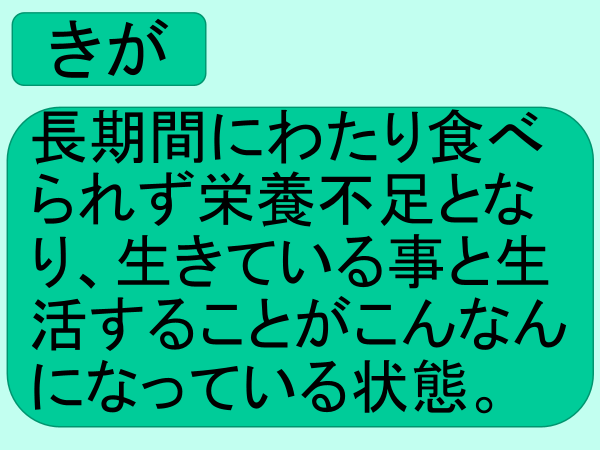 きが
長期間にわたり食べ
られず栄養不足とな
り、生きている事と生
活することがこんなん
になっている状態。